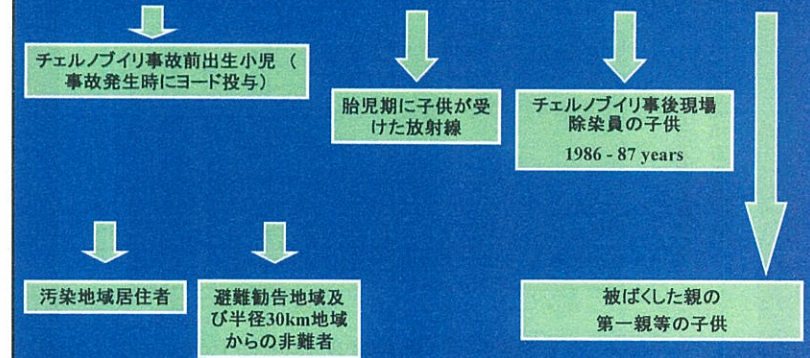 チェルノブイリ事故前出生小児 (
事故発生時にヨード投与)
胎児期に子供が受
けた放射線
チェルノブイリ事後現場
除染員の子供
1986 - 87 years
汚染地域居住者
避難勧告地域及
び半径30km地域
からの非難者
被ばくした親の
第一親等の子供